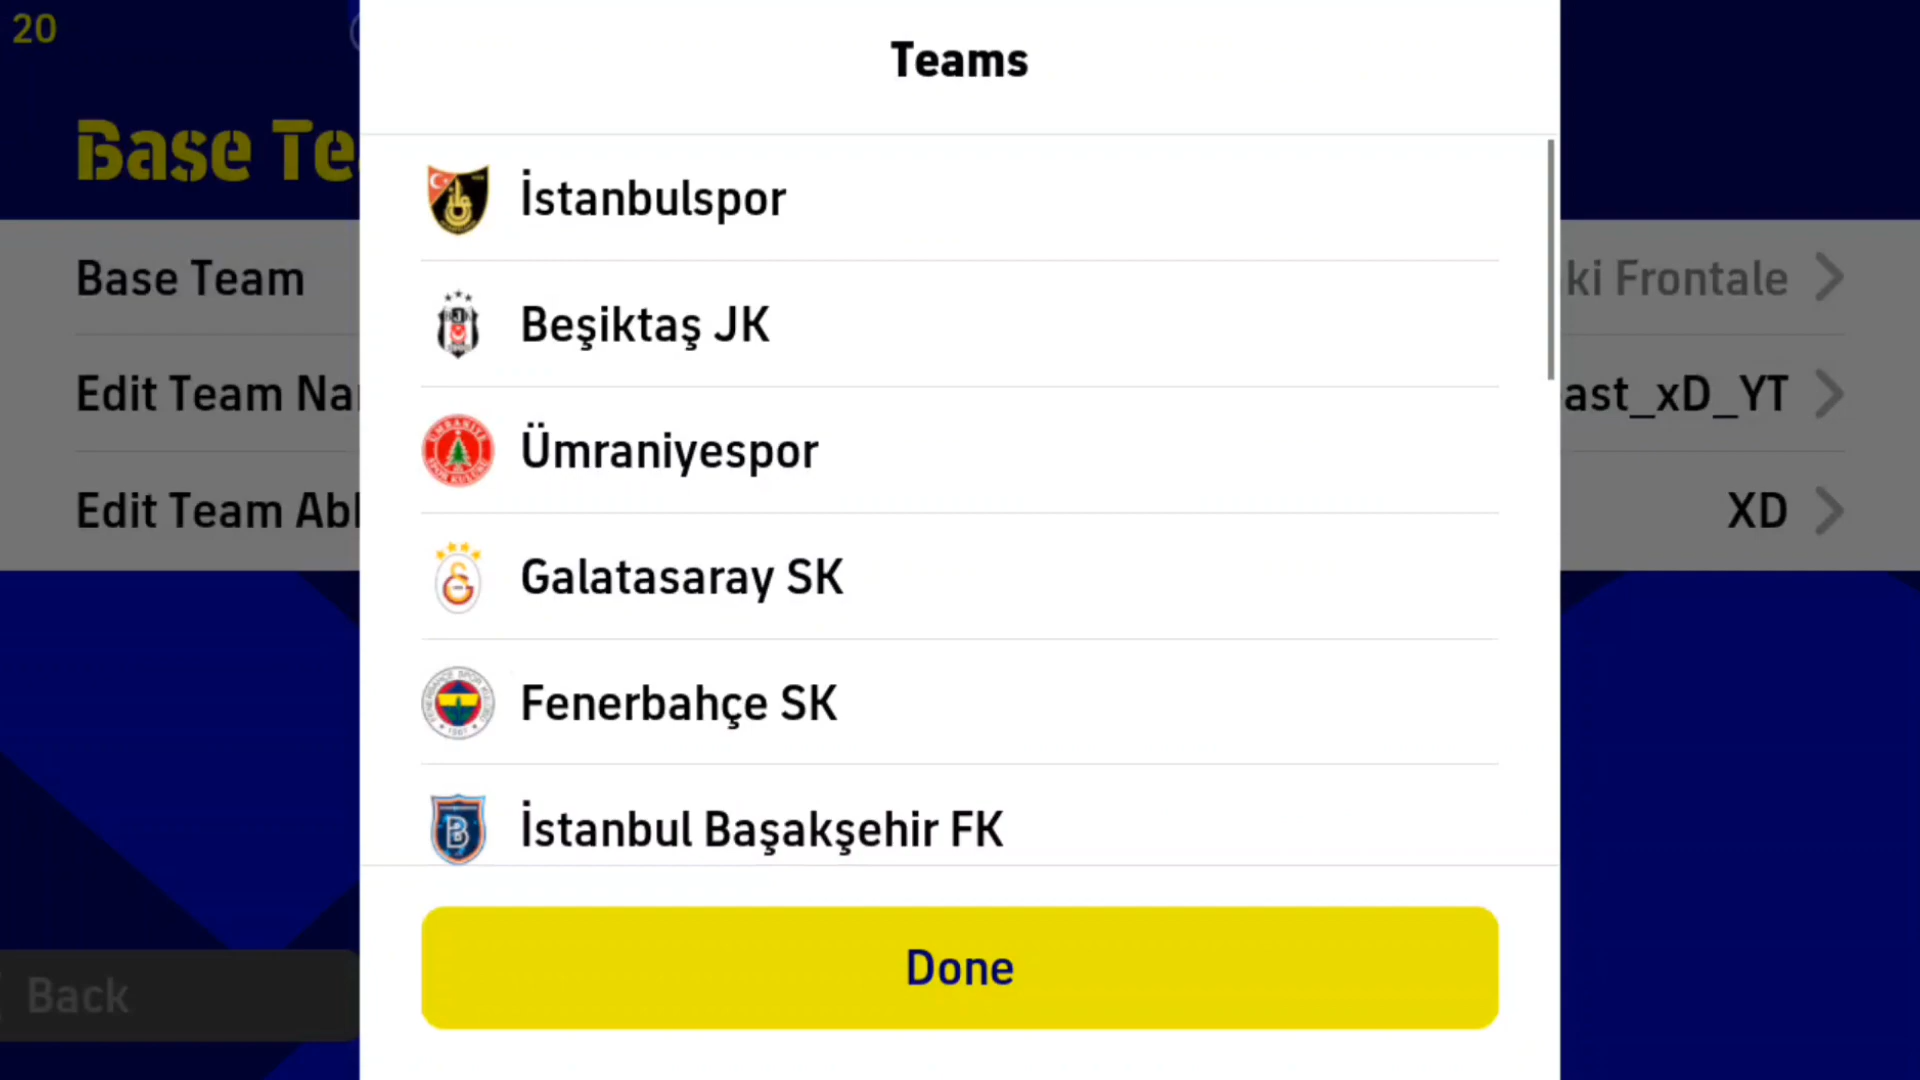 20
Teams
Base Te
İstanbulspor
Base Team
ki Frontale
Beşiktaş JK
Edit Team Na
ast_xD_YT
Ümraniyespor
Edit Team Ab
XD
Galatasaray SK
Fenerbahçe SK
İstanbul Başakşehir FK
Done
Back